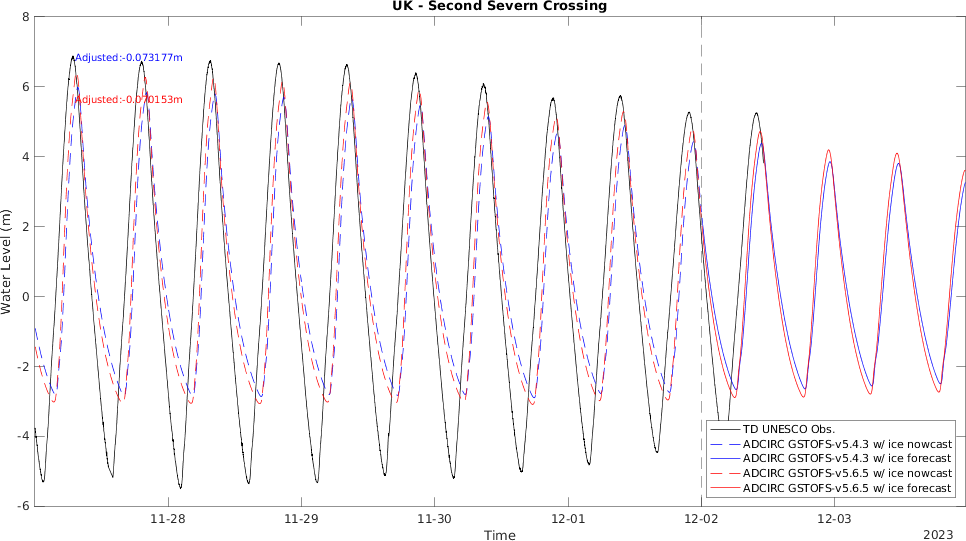 UK - Second Severn Crossing
8
6
4
2
0
-2
-4
-6
Water Level (m)
Adjusted:-0.073177m
Adjusted:-0.070153m
TD UNESCO Obs.
ADCIRC GSTOFS-v5.4.3 w/ ice nowcast
ADCIRC GSTOFS-v5.4.3 w/ ice forecast
ADCIRC GSTOFS-v5.6.5 w/ ice nowcast
ADCIRC GSTOFS-v5.6.5 w/ ice forecast
11-28
11-29
11-30
12-01
12-02
12-03
Time
2023